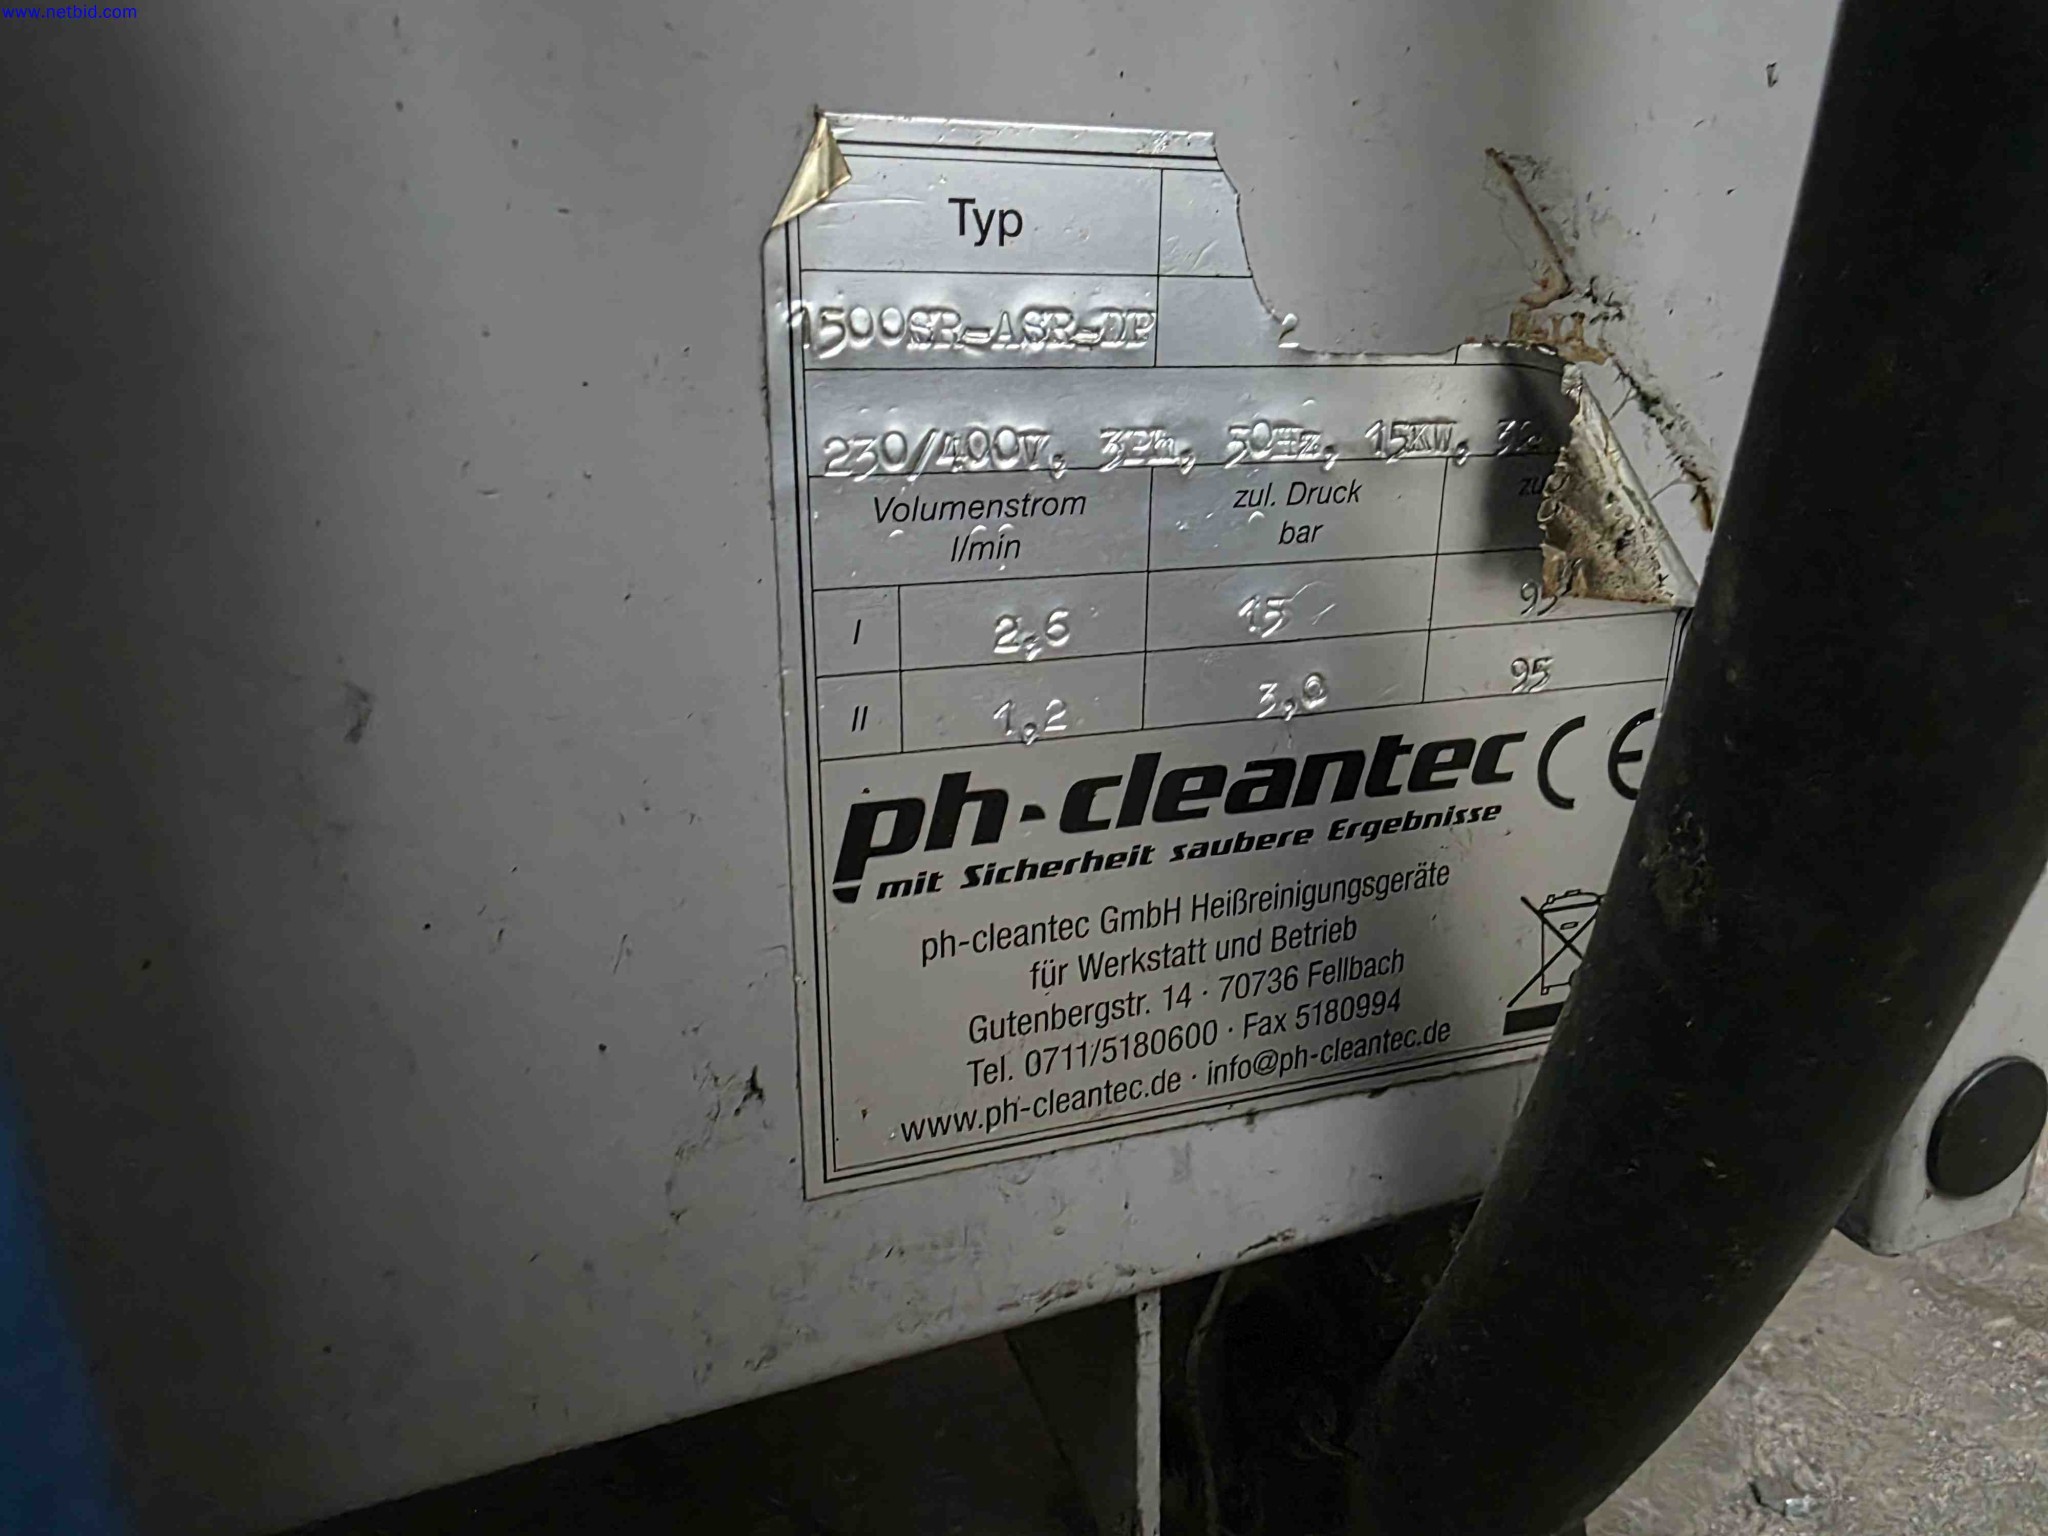 www.netbid.com
Typ
1500SR-ASR-DP 2
230/400V, 3Ph, 50Hz, 15KW,
Volumenstrom zul. Druck
l/min bar
I 2,6 15 95
II 1,2 3,0 95
ph-cleantec CE
mit Sicherheit saubere Ergebnisse
ph-cleantec GmbH Heißreinigungsgeräte
für Werkstatt und Betrieb
Gutenbergstr. 14 · 70736 Fellbach
Tel. 0711/5180600 · Fax 5180994
www.ph-cleantec.de · info@ph-cleantec.de